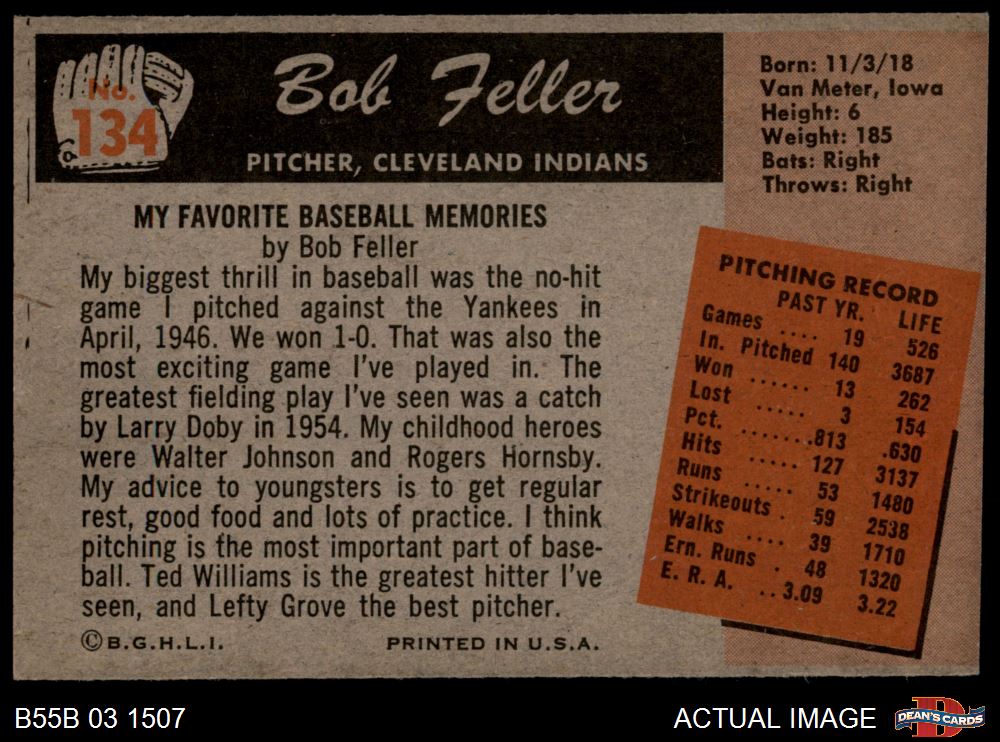 No.
134
Bob Feller
PITCHER, CLEVELAND INDIANS
Born: 11/3/18
Van Meter, Iowa
Height: 6
Weight: 185
Bats: Right
Throws: Right
MY FAVORITE BASEBALL MEMORIES
by Bob Feller
My biggest thrill in baseball was the no-hit
game I pitched against the Yankees in
April, 1946. We won 1-0. That was also the
most exciting game I've played in. The
greatest fielding play I've seen was a catch
by Larry Doby in 1954. My childhood heroes
were Walter Johnson and Rogers Hornsby.
My advice to youngsters is to get regular
rest, good food and lots of practice. I think
pitching is the most important part of base-
ball. Ted Williams is the greatest hitter I've
seen, and Lefty Grove the best pitcher.
©B.G.H.L.I. PRINTED IN U.S.A.
PITCHING RECORD
PAST YR. LIFE
Games .... 19 526
In. Pitched 140 3687
Won ...... 13 262
Lost ..... 3 154
Pct. .......813 .630
Hits ..... 127 3137
Runs ..... 53 1480
Strikeouts . 59 2538
Walks .... 39 1710
Ern. Runs . 48 1320
E. R. A. ..3.09 3.22
B55B 03 1507
ACTUAL IMAGE
D
DEAN'S CARDS